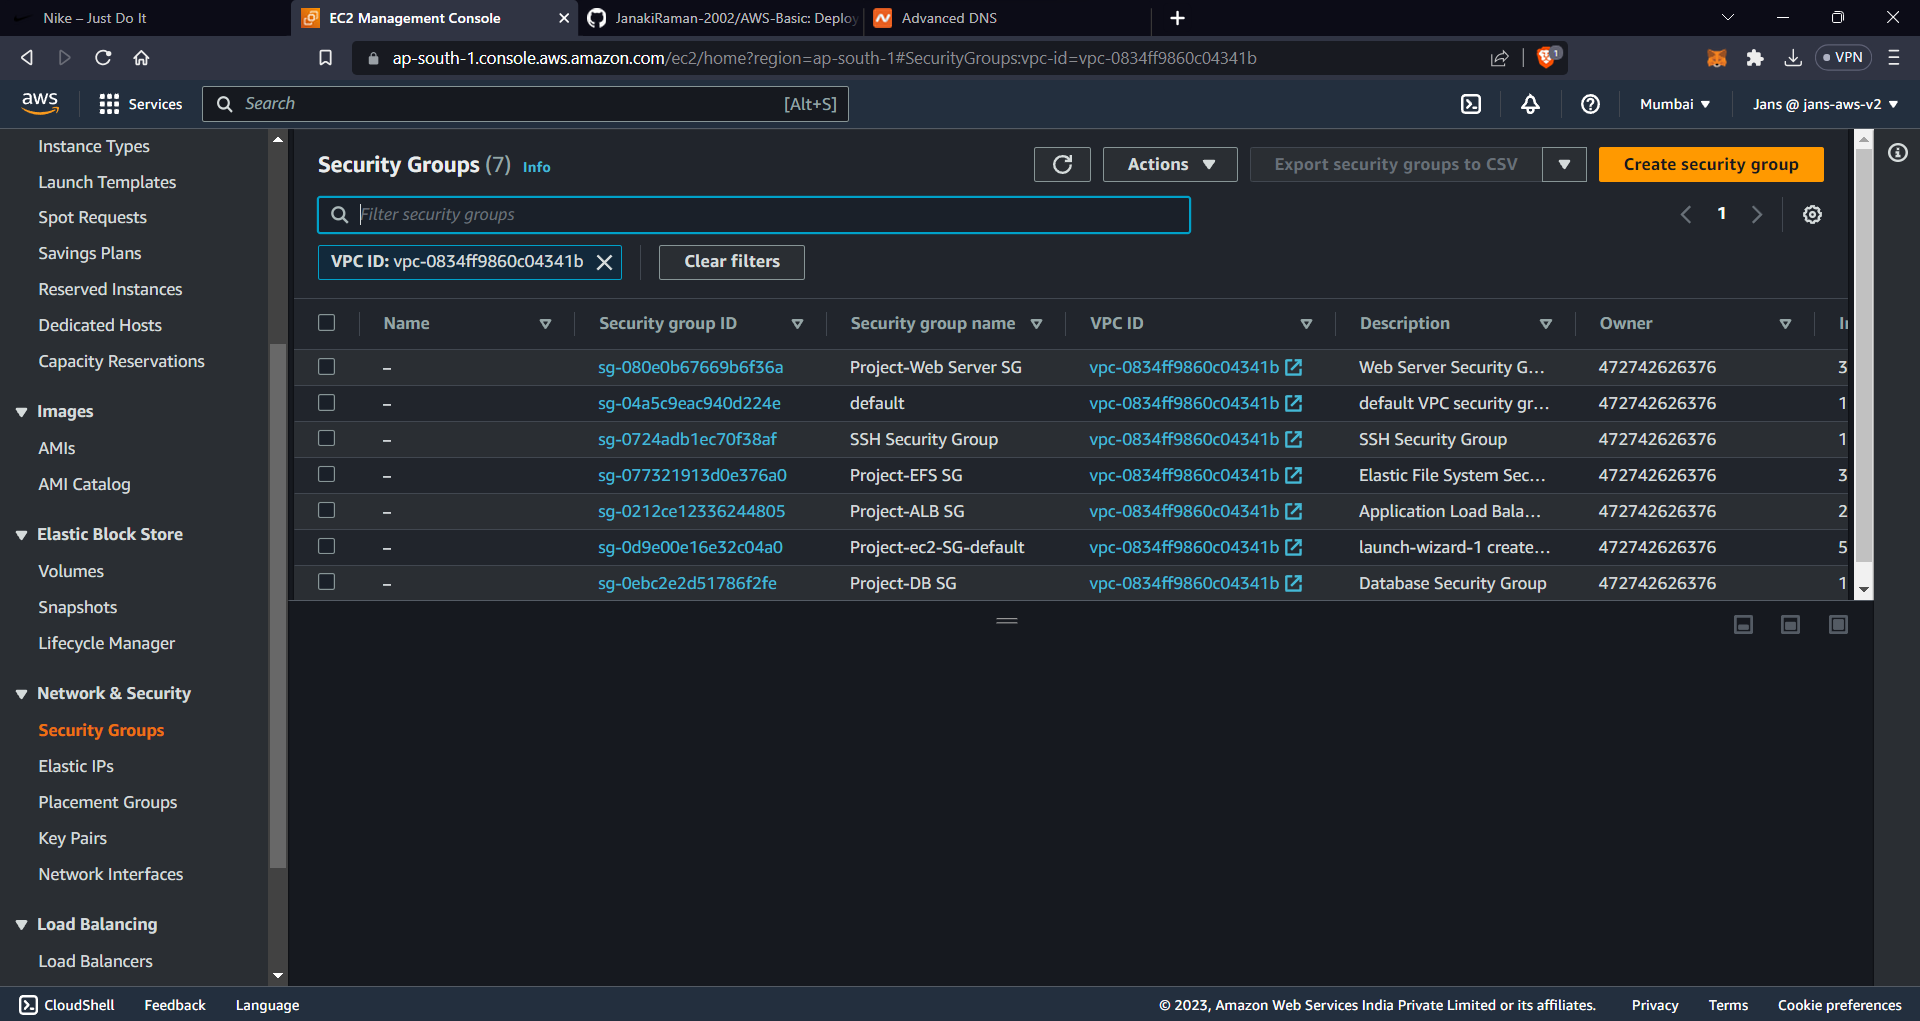 Nike – Just Do It
EC2 Management Console
JanakiRaman-2002/AWS-Basic: Deplo
Advanced DNS
ap-south-1.console.aws.amazon.com/ec2/home?region=ap-south-1#SecurityGroups:vpc-id=vpc-0834ff9860c04341b
1
VPN
aws
Services
Search
[Alt+S]
Mumbai
Jans @ jans-aws-v2
Instance Types
Launch Templates
Spot Requests
Savings Plans
Reserved Instances
Dedicated Hosts
Capacity Reservations
Images
AMIs
AMI Catalog
Elastic Block Store
Volumes
Snapshots
Lifecycle Manager
Network & Security
Security Groups
Elastic IPs
Placement Groups
Key Pairs
Network Interfaces
Load Balancing
Load Balancers
Security Groups (7) Info
Actions
Export security groups to CSV
Create security group
Filter security groups
1
VPC ID: vpc-0834ff9860c04341b
Clear filters
Name Security group ID Security group name VPC ID Description Owner
– sg-080e0b67669b6f36a Project-Web Server SG vpc-0834ff9860c04341b Web Server Security G... 472742626376 3
– sg-04a5c9eac940d224e default vpc-0834ff9860c04341b default VPC security gr... 472742626376 1
– sg-0724adb1ec70f38af SSH Security Group vpc-0834ff9860c04341b SSH Security Group 472742626376 1
– sg-077321913d0e376a0 Project-EFS SG vpc-0834ff9860c04341b Elastic File System Sec... 472742626376 3
– sg-0212ce12336244805 Project-ALB SG vpc-0834ff9860c04341b Application Load Bala... 472742626376 2
– sg-0d9e00e16e32c04a0 Project-ec2-SG-default vpc-0834ff9860c04341b launch-wizard-1 create... 472742626376 5
– sg-0ebc2e2d51786f2fe Project-DB SG vpc-0834ff9860c04341b Database Security Group 472742626376 1
CloudShell Feedback Language
© 2023, Amazon Web Services India Private Limited or its affiliates. Privacy Terms Cookie preferences